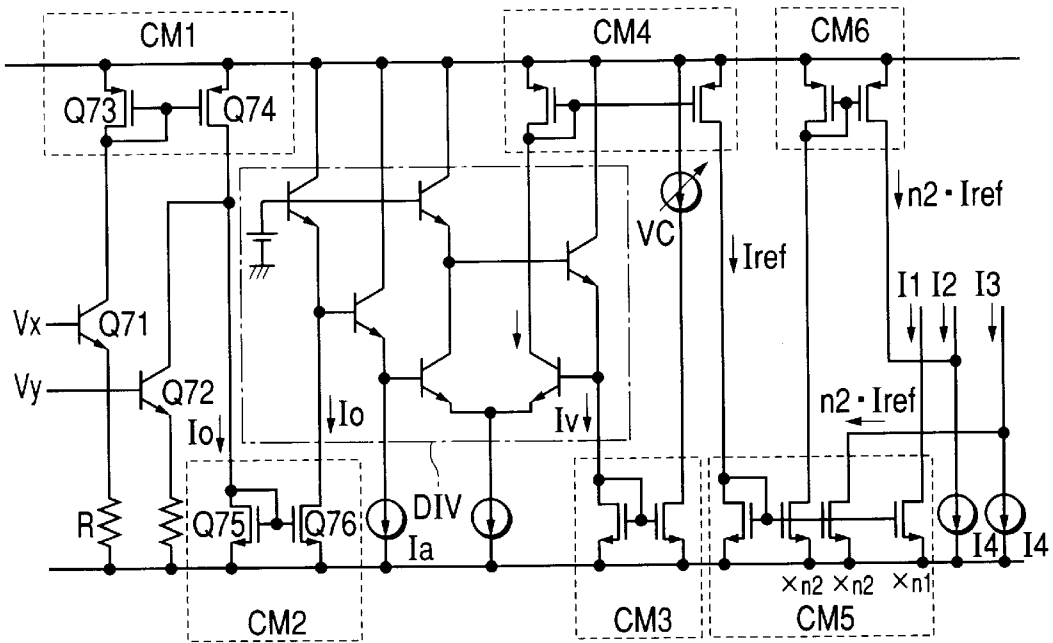 CM1
CM4
CM6
Q73
Q74
n2・Iref
VC
Iref
I1 I2 I3
Vx
Q71
Vy
Q72
Io
Io
Iv
n2・Iref
R
Q75
Q76
Ia
DIV
I4
I4
×n2 ×n2 ×n1
CM2
CM3
CM5